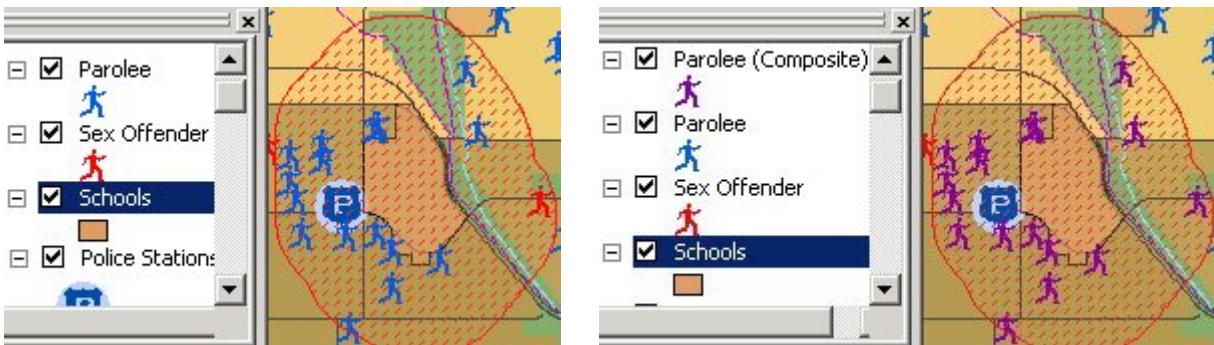 Parolee
Sex Offender
Schools
Police Stations
P
Parolee (Composite)
Parolee
Sex Offender
Schools
P